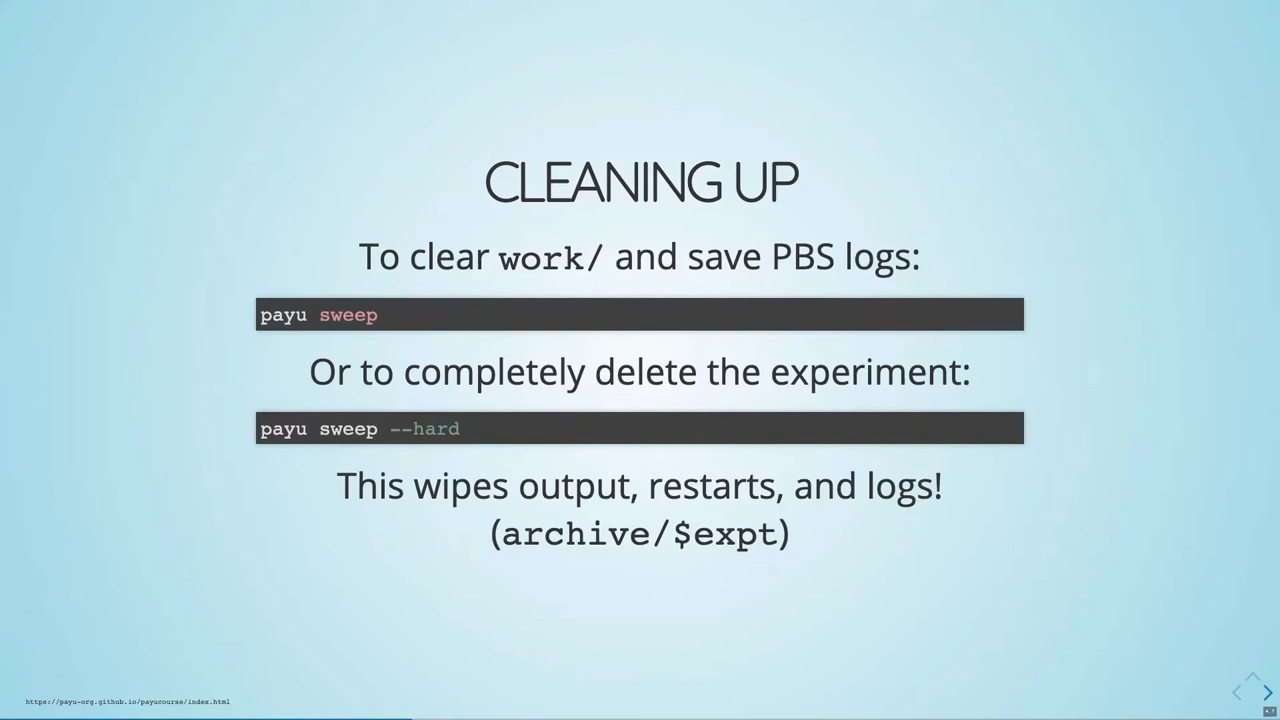 CLEANING UP
To clear work/ and save PBS logs:
payu sweep
Or to completely delete the experiment:
payu sweep --hard
This wipes output, restarts, and logs!
(archive/$expt)
https://payu-org.github.io/payucourse/index.html